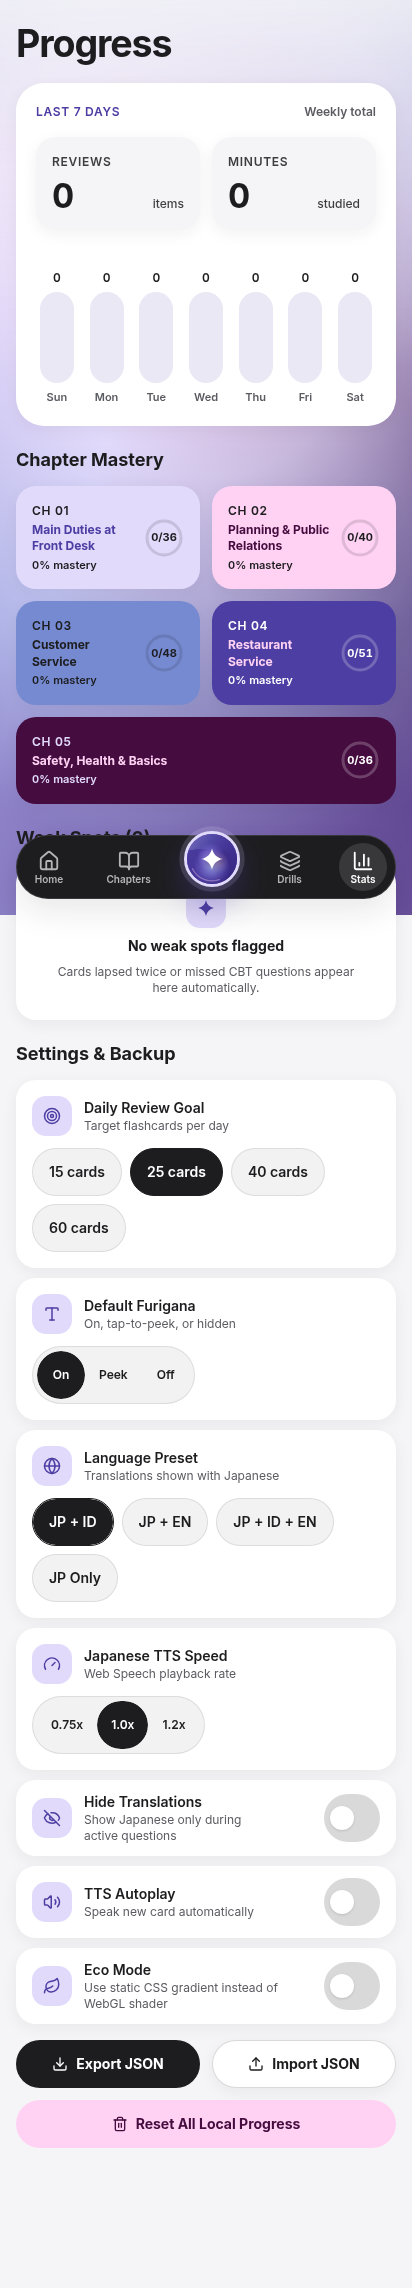 Progress
LAST 7 DAYS
Weekly total
REVIEWS
0
items
MINUTES
0
studied
0 0 0 0 0 0 0
Sun Mon Tue Wed Thu Fri Sat
Chapter Mastery
CH 01
Main Duties at
Front Desk
0% mastery
0/36
CH 02
Planning & Public
Relations
0% mastery
0/40
CH 03
Customer
Service
0% mastery
0/48
CH 04
Restaurant
Service
0% mastery
0/51
CH 05
Safety, Health & Basics
0% mastery
0/36
Weak Spots (0)
Home
Chapters
Drills
Stats
No weak spots flagged
Cards lapsed twice or missed CBT questions appear
here automatically.
Settings & Backup
Daily Review Goal
Target flashcards per day
15 cards
25 cards
40 cards
60 cards
Default Furigana
On, tap-to-peek, or hidden
On
Peek
Off
Language Preset
Translations shown with Japanese
JP + ID
JP + EN
JP + ID + EN
JP Only
Japanese TTS Speed
Web Speech playback rate
0.75x
1.0x
1.2x
Hide Translations
Show Japanese only during
active questions
TTS Autoplay
Speak new card automatically
Eco Mode
Use static CSS gradient instead of
WebGL shader
Export JSON
Import JSON
Reset All Local Progress